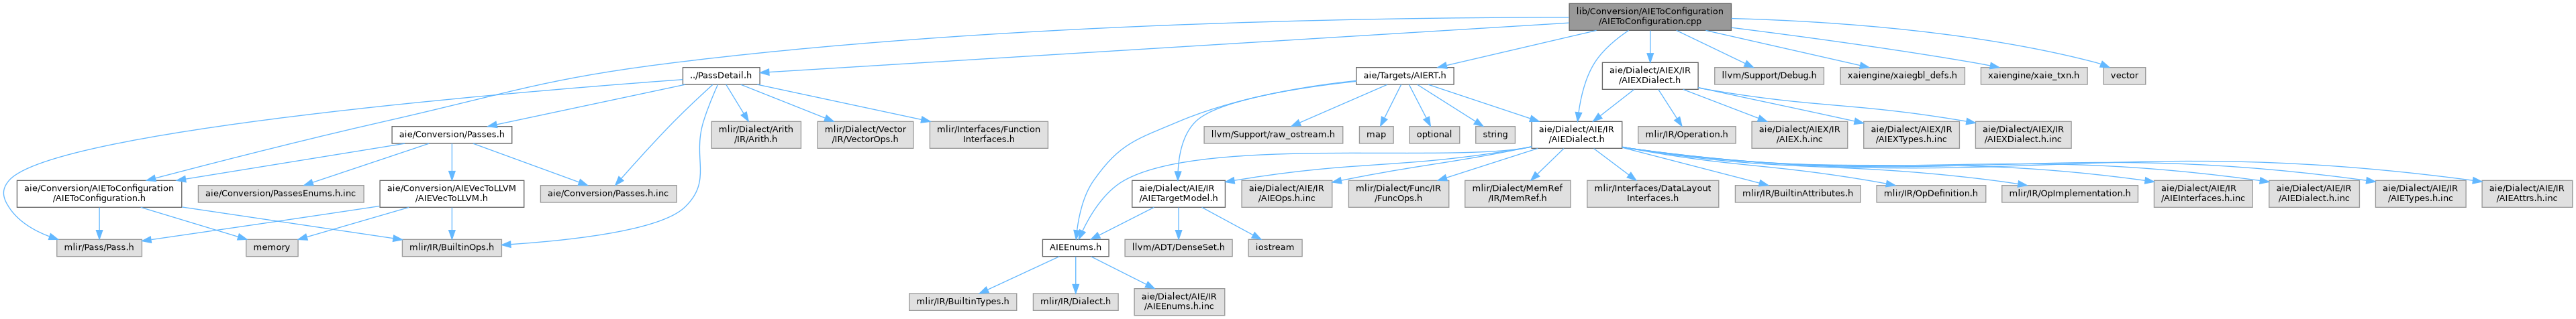 lib/Conversion/AIEToConfiguration
/AIEToConfiguration.cpp
../PassDetail.h
aie/Targets/AIERT.h
aie/Dialect/AIEX/IR
/AIEXDialect.h
llvm/Support/Debug.h
xaiengine/xaiegbl_defs.h
xaiengine/xaie_txn.h
vector
aie/Conversion/Passes.h
mlir/Dialect/Arith
/IR/Arith.h
mlir/Dialect/Vector
/IR/VectorOps.h
mlir/Interfaces/Function
Interfaces.h
llvm/Support/raw_ostream.h
map
optional
string
aie/Dialect/AIE/IR
/AIEDialect.h
mlir/IR/Operation.h
aie/Dialect/AIEX/IR
/AIEX.h.inc
aie/Dialect/AIEX/IR
/AIEXTypes.h.inc
aie/Dialect/AIEX/IR
/AIEXDialect.h.inc
aie/Conversion/AIEToConfiguration
/AIEToConfiguration.h
aie/Conversion/PassesEnums.h.inc
aie/Conversion/AIEVecToLLVM
/AIEVecToLLVM.h
aie/Conversion/Passes.h.inc
aie/Dialect/AIE/IR
/AIETargetModel.h
aie/Dialect/AIE/IR
/AIEOps.h.inc
mlir/Dialect/Func/IR
/FuncOps.h
mlir/Dialect/MemRef
/IR/MemRef.h
mlir/Interfaces/DataLayout
Interfaces.h
mlir/IR/BuiltinAttributes.h
mlir/IR/OpDefinition.h
mlir/IR/OpImplementation.h
aie/Dialect/AIE/IR
/AIEInterfaces.h.inc
aie/Dialect/AIE/IR
/AIEDialect.h.inc
aie/Dialect/AIE/IR
/AIETypes.h.inc
aie/Dialect/AIE/IR
/AIEAttrs.h.inc
mlir/Pass/Pass.h
memory
mlir/IR/BuiltinOps.h
AIEEnums.h
llvm/ADT/DenseSet.h
iostream
mlir/IR/BuiltinTypes.h
mlir/IR/Dialect.h
aie/Dialect/AIE/IR
/AIEEnums.h.inc